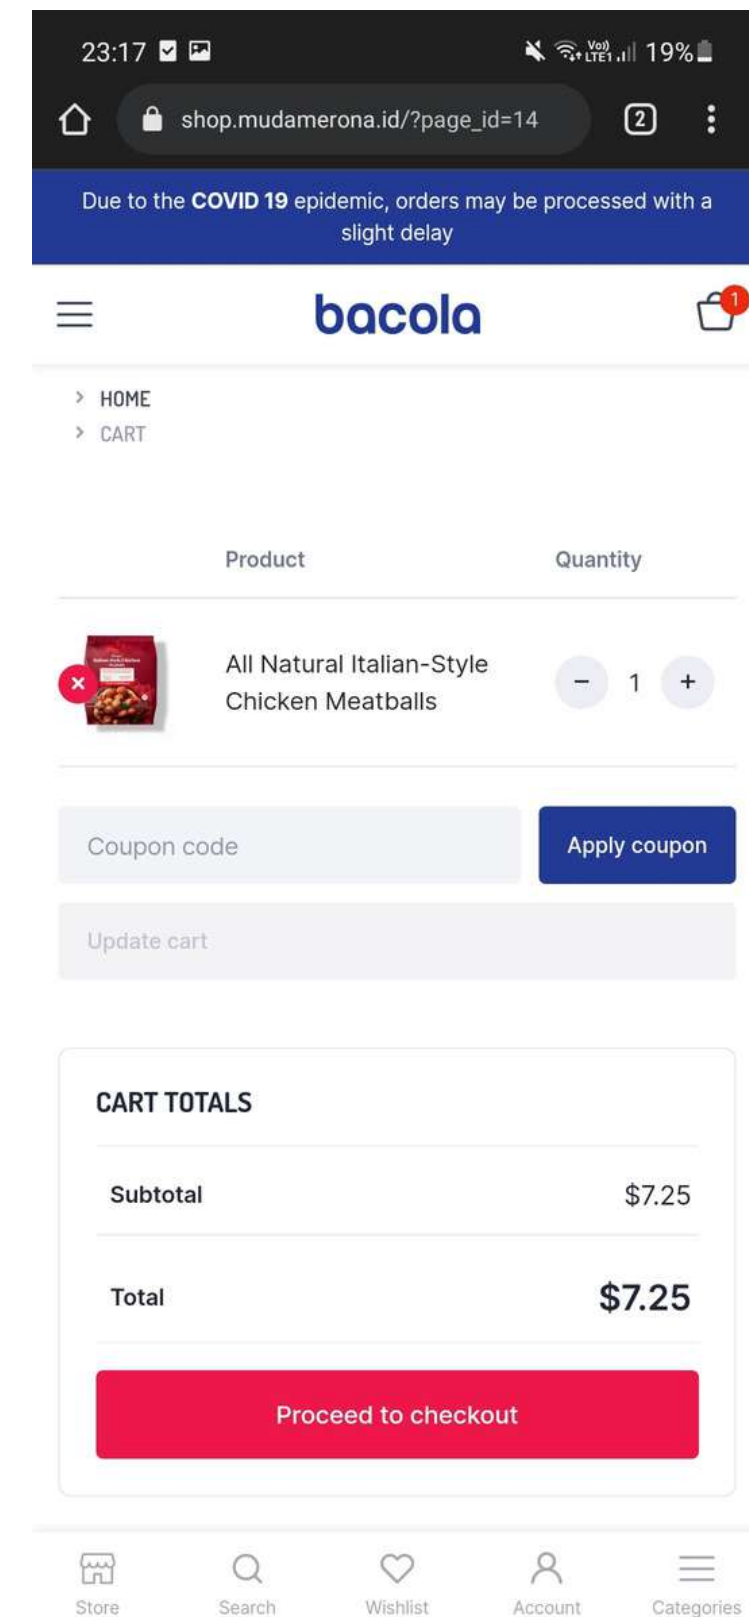 23:17 Vo)) LTE1 19%
shop.mudamerona.id/?page_id=14 2
Due to the COVID 19 epidemic, orders may be processed with a
slight delay
bacola 1
HOME
CART
Product Quantity
All Natural Italian-Style
Chicken Meatballs
− 1 +
Coupon code Apply coupon
Update cart
CART TOTALS
Subtotal $7.25
Total $7.25
Proceed to checkout
Store Search Wishlist Account Categories